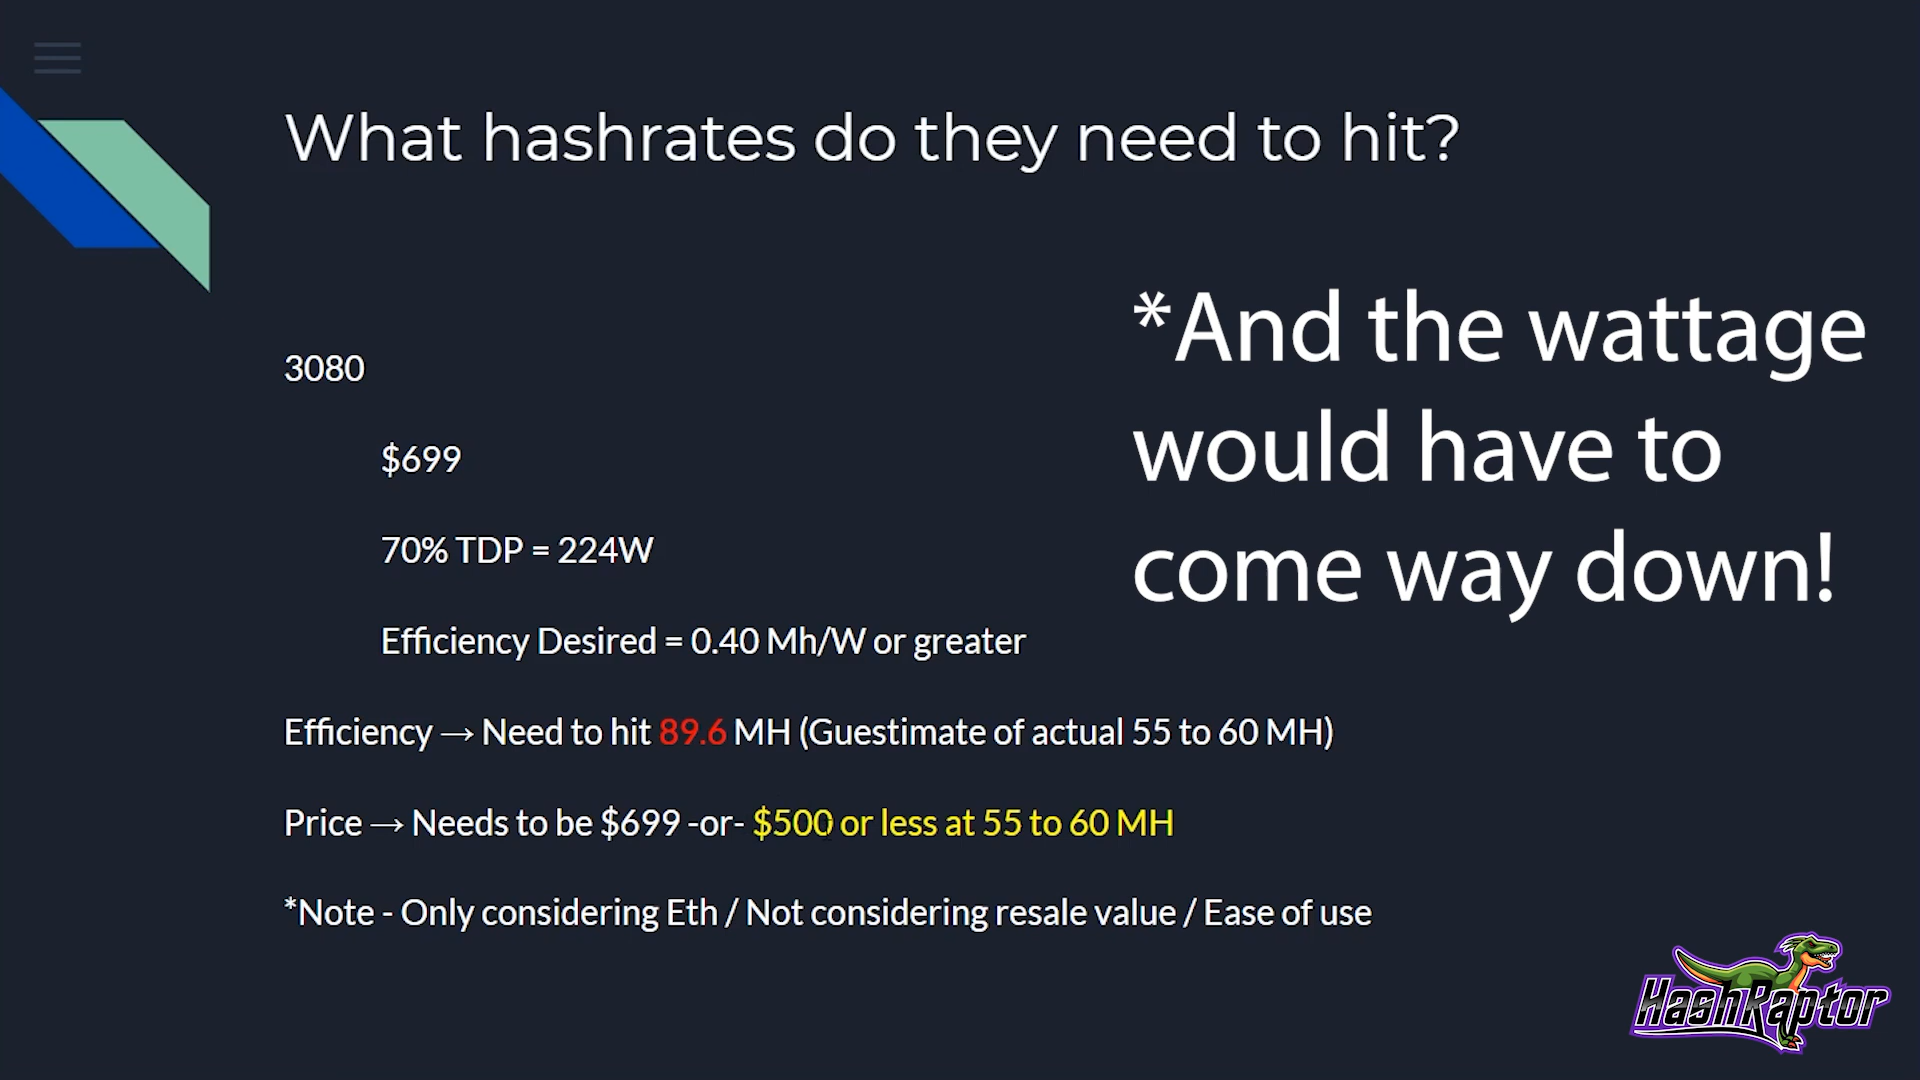 What hashrates do they need to hit?
*And the wattage
would have to
come way down!
3080
$699
70% TDP = 224W
Efficiency Desired = 0.40 Mh/W or greater
Efficiency → Need to hit 89.6 MH (Guestimate of actual 55 to 60 MH)
Price → Needs to be $699 -or- $500 or less at 55 to 60 MH
*Note - Only considering Eth / Not considering resale value / Ease of use
HashRaptor